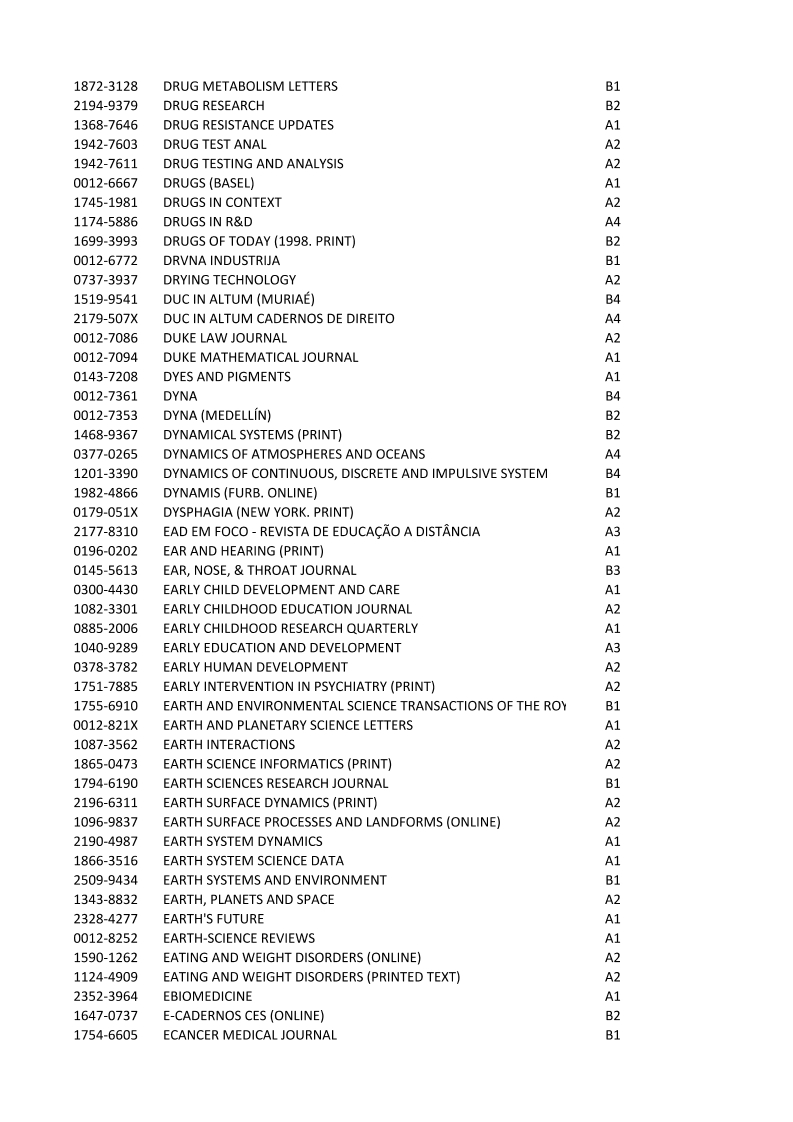 1872-3128 DRUG METABOLISM LETTERS B1
2194-9379 DRUG RESEARCH B2
1368-7646 DRUG RESISTANCE UPDATES A1
1942-7603 DRUG TEST ANAL A2
1942-7611 DRUG TESTING AND ANALYSIS A2
0012-6667 DRUGS (BASEL) A1
1745-1981 DRUGS IN CONTEXT A2
1174-5886 DRUGS IN R&D A4
1699-3993 DRUGS OF TODAY (1998. PRINT) B2
0012-6772 DRVNA INDUSTRIJA B1
0737-3937 DRYING TECHNOLOGY A2
1519-9541 DUC IN ALTUM (MURIAÉ) B4
2179-507X DUC IN ALTUM CADERNOS DE DIREITO A4
0012-7086 DUKE LAW JOURNAL A2
0012-7094 DUKE MATHEMATICAL JOURNAL A1
0143-7208 DYES AND PIGMENTS A1
0012-7361 DYNA B4
0012-7353 DYNA (MEDELLÍN) B2
1468-9367 DYNAMICAL SYSTEMS (PRINT) B2
0377-0265 DYNAMICS OF ATMOSPHERES AND OCEANS A4
1201-3390 DYNAMICS OF CONTINUOUS, DISCRETE AND IMPULSIVE SYSTEM B4
1982-4866 DYNAMIS (FURB. ONLINE) B1
0179-051X DYSPHAGIA (NEW YORK. PRINT) A2
2177-8310 EAD EM FOCO - REVISTA DE EDUCAÇÃO A DISTÂNCIA A3
0196-0202 EAR AND HEARING (PRINT) A1
0145-5613 EAR, NOSE, & THROAT JOURNAL B3
0300-4430 EARLY CHILD DEVELOPMENT AND CARE A1
1082-3301 EARLY CHILDHOOD EDUCATION JOURNAL A2
0885-2006 EARLY CHILDHOOD RESEARCH QUARTERLY A1
1040-9289 EARLY EDUCATION AND DEVELOPMENT A3
0378-3782 EARLY HUMAN DEVELOPMENT A2
1751-7885 EARLY INTERVENTION IN PSYCHIATRY (PRINT) A2
1755-6910 EARTH AND ENVIRONMENTAL SCIENCE TRANSACTIONS OF THE ROY B1
0012-821X EARTH AND PLANETARY SCIENCE LETTERS A1
1087-3562 EARTH INTERACTIONS A2
1865-0473 EARTH SCIENCE INFORMATICS (PRINT) A2
1794-6190 EARTH SCIENCES RESEARCH JOURNAL B1
2196-6311 EARTH SURFACE DYNAMICS (PRINT) A2
1096-9837 EARTH SURFACE PROCESSES AND LANDFORMS (ONLINE) A2
2190-4987 EARTH SYSTEM DYNAMICS A1
1866-3516 EARTH SYSTEM SCIENCE DATA A1
2509-9434 EARTH SYSTEMS AND ENVIRONMENT B1
1343-8832 EARTH, PLANETS AND SPACE A2
2328-4277 EARTH'S FUTURE A1
0012-8252 EARTH-SCIENCE REVIEWS A1
1590-1262 EATING AND WEIGHT DISORDERS (ONLINE) A2
1124-4909 EATING AND WEIGHT DISORDERS (PRINTED TEXT) A2
2352-3964 EBIOMEDICINE A1
1647-0737 E-CADERNOS CES (ONLINE) B2
1754-6605 ECANCER MEDICAL JOURNAL B1